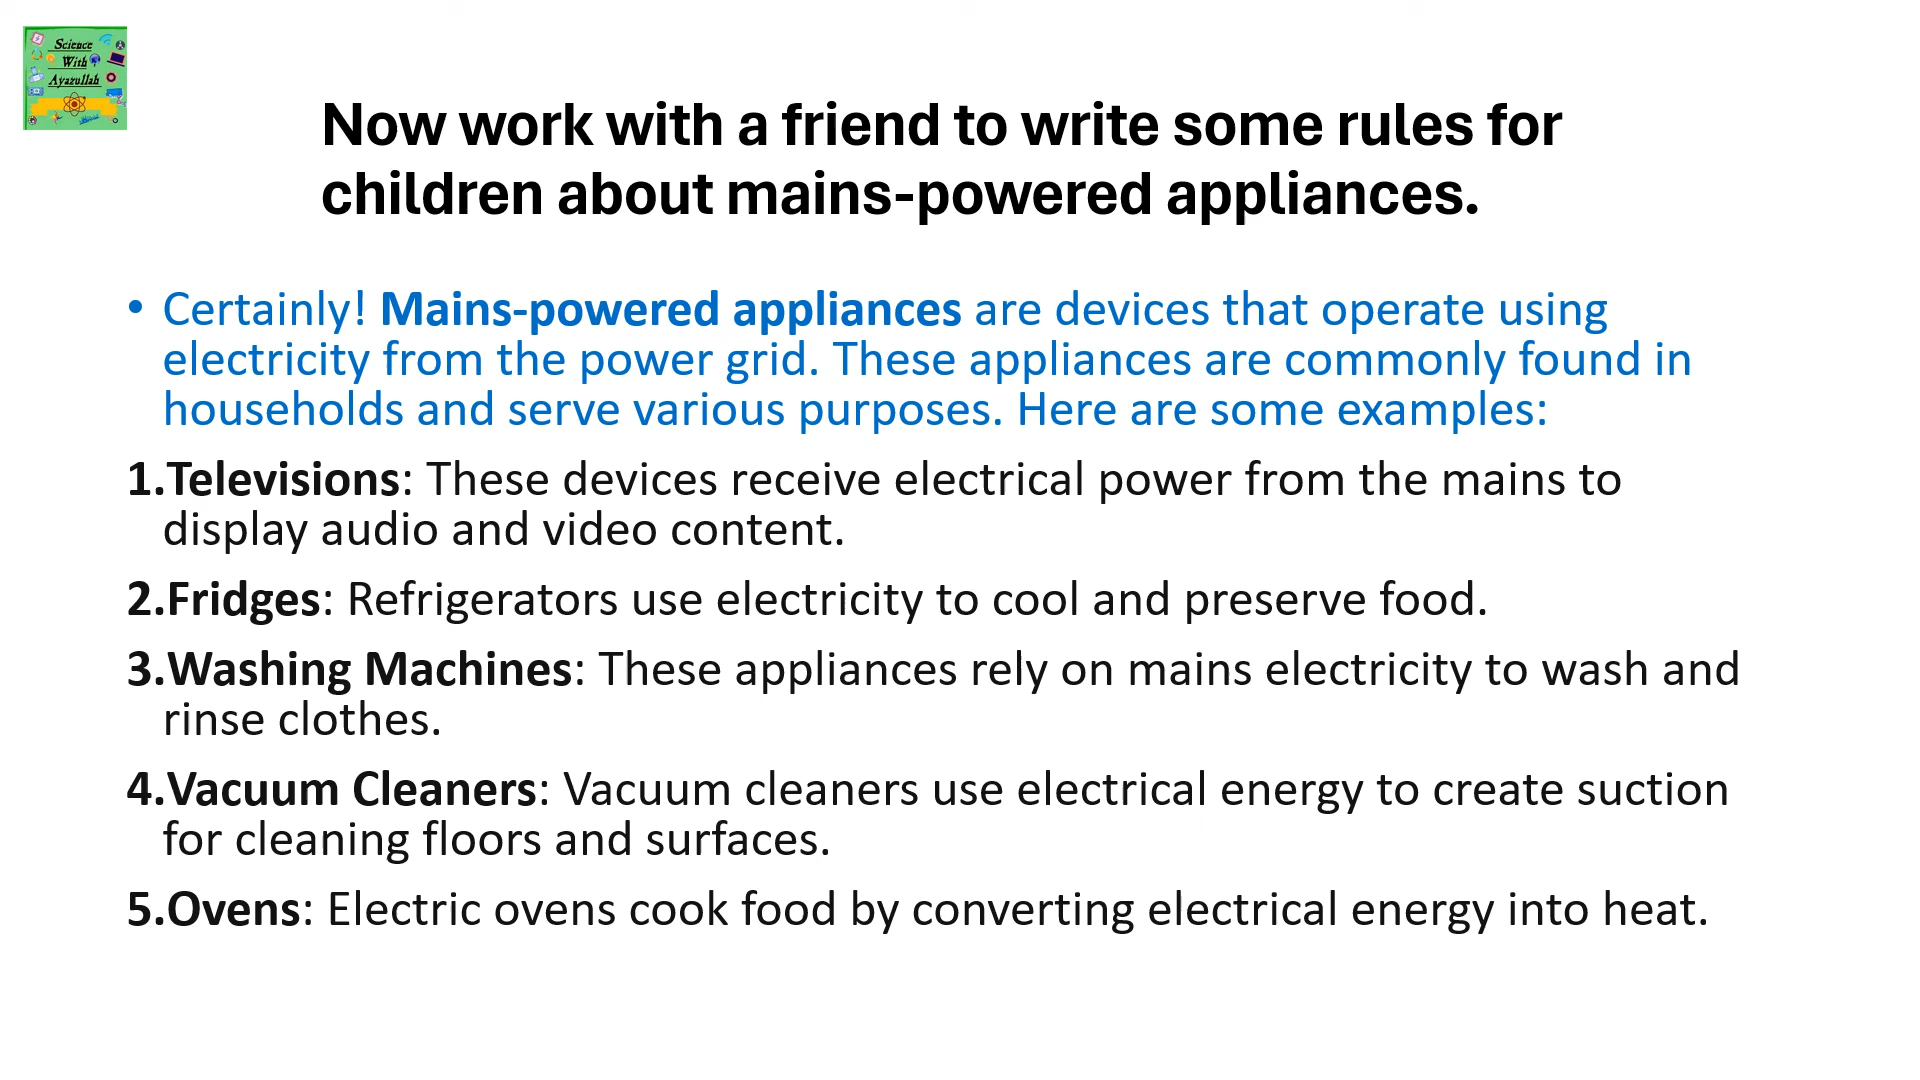 Science
With
Ayazullah
Now work with a friend to write some rules for
children about mains-powered appliances.
• Certainly! Mains-powered appliances are devices that operate using
electricity from the power grid. These appliances are commonly found in
households and serve various purposes. Here are some examples:
1.Televisions: These devices receive electrical power from the mains to
display audio and video content.
2.Fridges: Refrigerators use electricity to cool and preserve food.
3.Washing Machines: These appliances rely on mains electricity to wash and
rinse clothes.
4.Vacuum Cleaners: Vacuum cleaners use electrical energy to create suction
for cleaning floors and surfaces.
5.Ovens: Electric ovens cook food by converting electrical energy into heat.